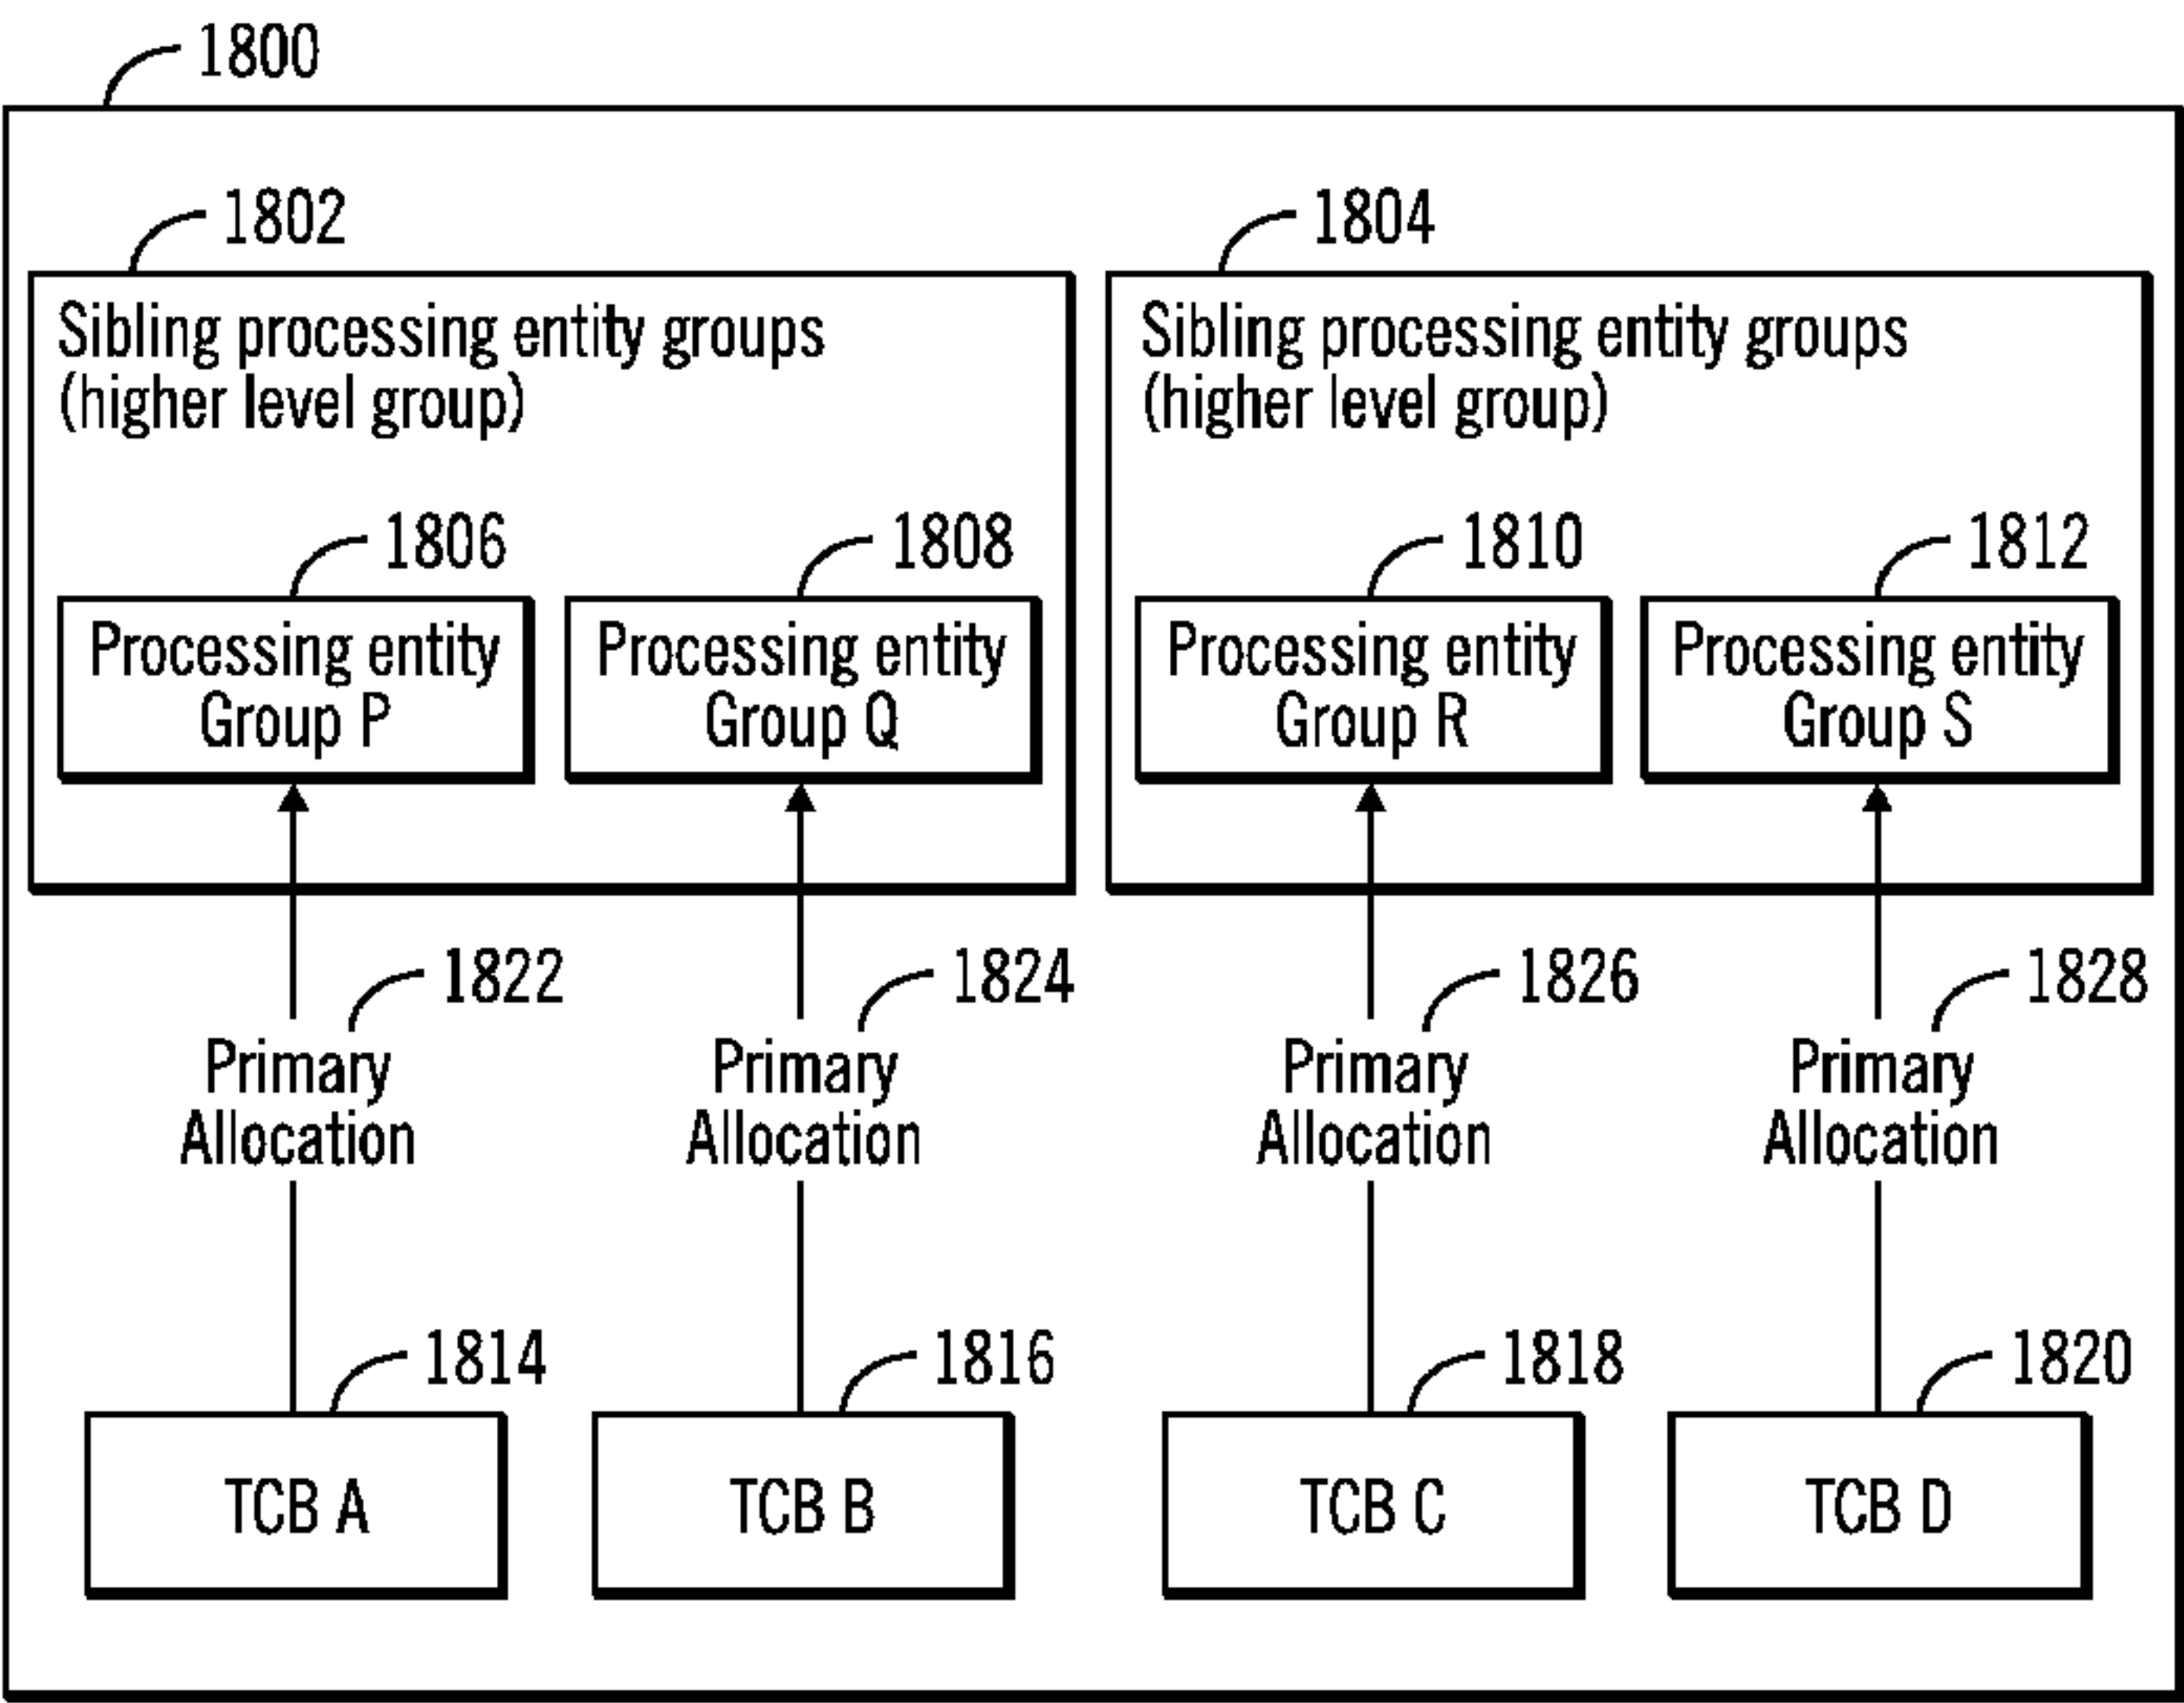 1800
1802
1804
Sibling processing entity groups
(higher level group)
Sibling processing entity groups
(higher level group)
1806
1808
1810
1812
Processing entity
Group P
Processing entity
Group Q
Processing entity
Group R
Processing entity
Group S
1822
1824
1826
1828
Primary
Allocation
Primary
Allocation
Primary
Allocation
Primary
Allocation
1814
1816
1818
1820
TCB A
TCB B
TCB C
TCB D